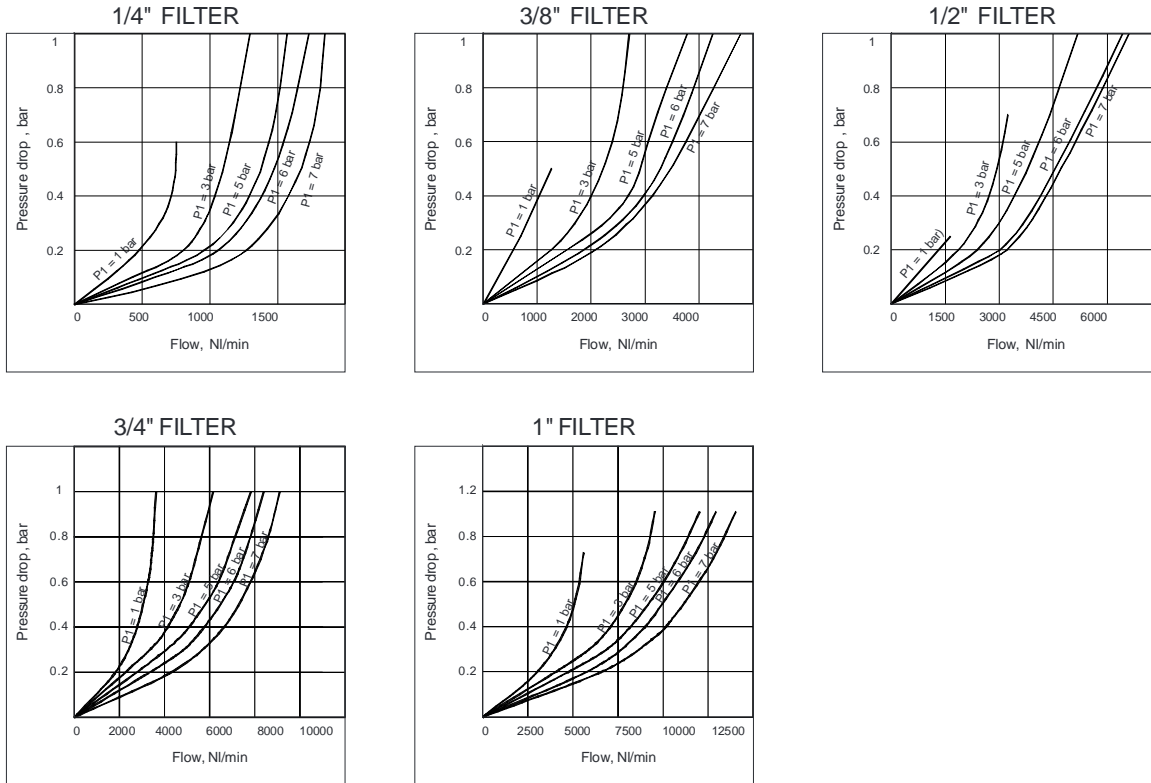 1/4" FILTER
Pressure drop , bar
1
0.8
0.6
0.4
0.2
P1 = 1 bar
P1 = 3 bar
P1 = 5 bar
P1 = 6 bar
P1 = 7 bar
0 500 1000 1500
Flow, Nl/min
3/8" FILTER
Pressure drop , bar
1
0.8
0.6
0.4
0.2
P1 = 1 bar
P1 = 3 bar
P1 = 5 bar
P1 = 6 bar
P1 = 7 bar
0 1000 2000 3000 4000
Flow, Nl/min
1/2" FILTER
Pressure drop , bar
1
0.8
0.6
0.4
0.2
P1 = 1 bar)
P1 = 3 bar
P1 = 5 bar
P1 = 6 bar
P1 = 7 bar
0 1500 3000 4500 6000
Flow, Nl/min
3/4" FILTER
Pressure drop , bar
1
0.8
0.6
0.4
0.2
P1 = 1 bar
P1 = 3 bar
P1 = 5 bar
P1 = 6 bar
P1 = 7 bar
0 2000 4000 6000 8000 10000
Flow, Nl/min
1" FILTER
Pressure drop , bar
1.2
0.8
0.6
0.4
0.2
P1 = 1 bar
P1 = 3 bar
P1 = 5 bar
P1 = 6 bar
P1 = 7 bar
0 2500 5000 7500 10000 12500
Flow, Nl/min